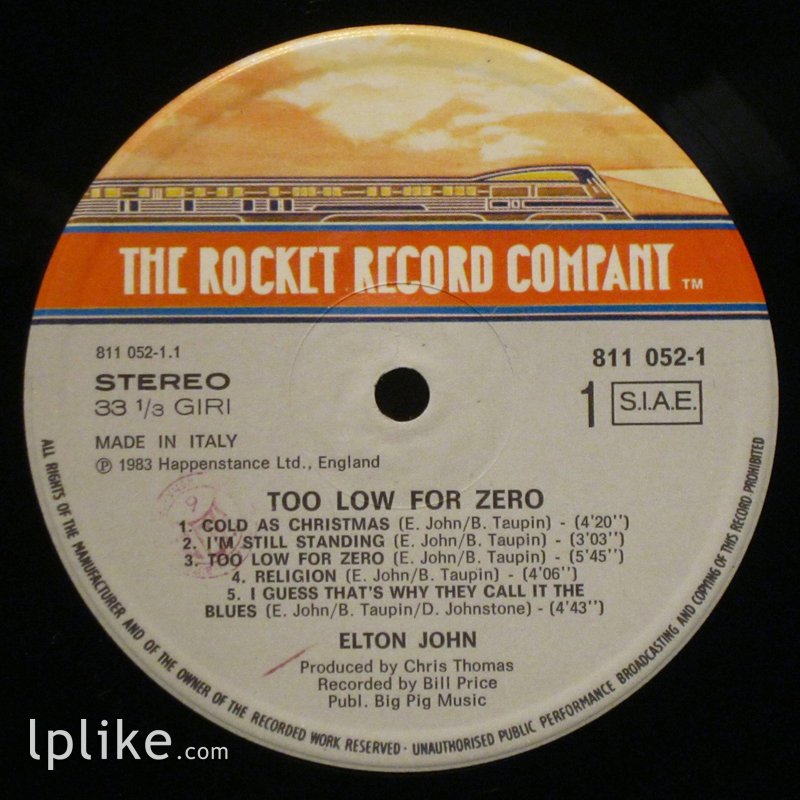 THE ROCKET RECORD COMPANY TM
811 052-1.1
811 052-1
STEREO
33 1/3 GIRI
1 S.I.A.E.
MADE IN ITALY
℗ 1983 Happenstance Ltd., England
TOO LOW FOR ZERO
1. COLD AS CHRISTMAS (E. John/B. Taupin) - (4'20'')
2. I'M STILL STANDING (E. John/B. Taupin) - (3'03'')
3. TOO LOW FOR ZERO (E. John/B. Taupin) - (5'45'')
4. RELIGION (E. John/B. Taupin) - (4'06'')
5. I GUESS THAT'S WHY THEY CALL IT THE
BLUES (E. John/B. Taupin/D. Johnstone) - (4'43'')
ELTON JOHN
Produced by Chris Thomas
Recorded by Bill Price
Publ. Big Pig Music
ALL RIGHTS OF THE MANUFACTURER AND OF THE OWNER OF THE RECORDED WORK RESERVED · UNAUTHORISED PUBLIC PERFORMANCE BROADCASTING AND COPYING OF THIS RECORD PROHIBITED
lplike.com